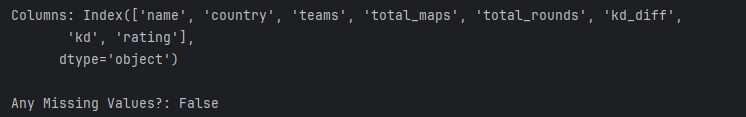 Columns: Index(['name', 'country', 'teams', 'total_maps', 'total_rounds', 'kd_diff',
       'kd', 'rating'],
      dtype='object')
Any Missing Values?: False